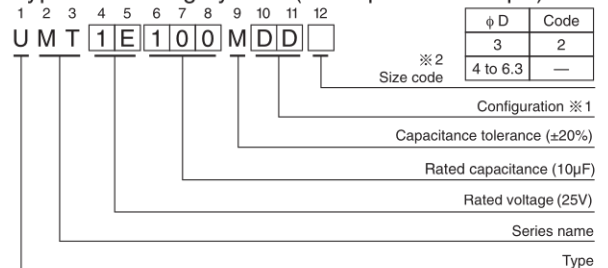 1 2 3 4 5 6 7 8 9 10 11 12
U M T 1 E 1 0 0 M D D
φ D Code
3 2
4 to 6.3 —
※2
Size code
Configuration ※1
Capacitance tolerance (±20%)
Rated capacitance (10µF)
Rated voltage (25V)
Series name
Type